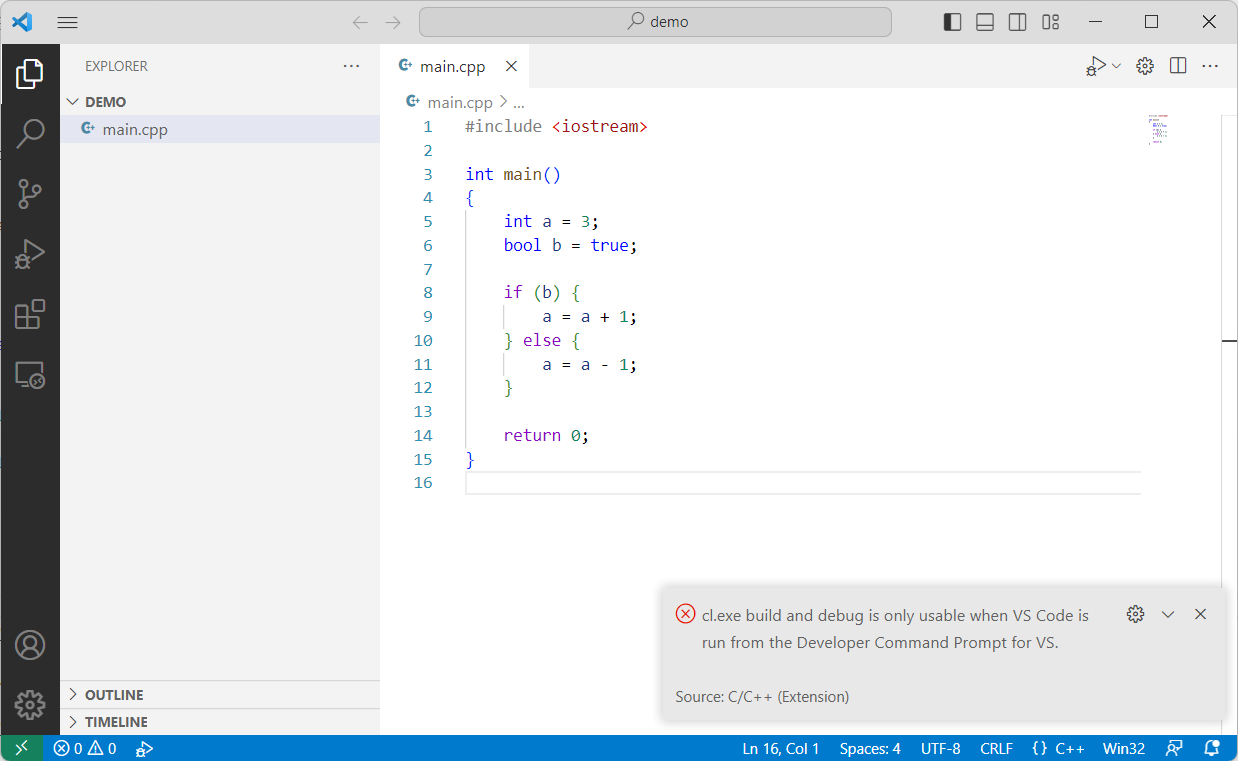 demo
EXPLORER
DEMO
main.cpp
OUTLINE
TIMELINE
main.cpp
main.cpp > ...
1 #include <iostream>
2
3 int main()
4 {
5 int a = 3;
6 bool b = true;
7
8 if (b) {
9 a = a + 1;
10 } else {
11 a = a - 1;
12 }
13
14 return 0;
15 }
16
cl.exe build and debug is only usable when VS Code is
run from the Developer Command Prompt for VS.
Source: C/C++ (Extension)
0 0 Ln 16, Col 1 Spaces: 4 UTF-8 CRLF {} C++ Win32